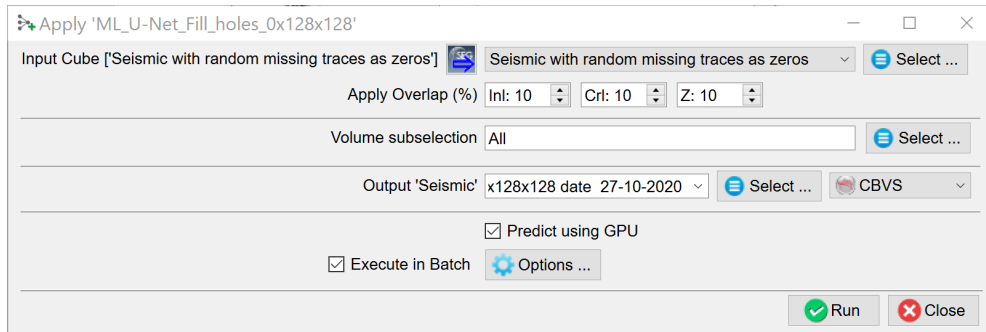 Apply 'ML_U-Net_Fill_holes_0x128x128'
Input Cube ['Seismic with random missing traces as zeros'] SEG Seismic with random missing traces as zeros Select ...
Apply Overlap (%) Inl: 10 Crl: 10 Z: 10
Volume subselection All Select ...
Output 'Seismic' x128x128 date 27-10-2020 Select ... CBVS
Predict using GPU
Execute in Batch Options ...
Run Close